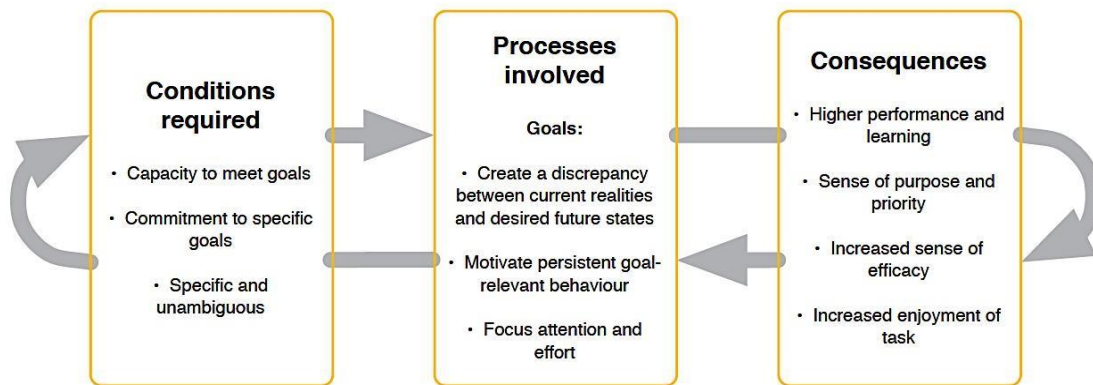 Conditions
required
• Capacity to meet goals
• Commitment to specific
goals
• Specific and
unambiguous
Processes
involved
Goals:
• Create a discrepancy
between current realities
and desired future states
• Motivate persistent goal-
relevant behaviour
• Focus attention and
effort
Consequences
• Higher performance and
learning
• Sense of purpose and
priority
• Increased sense of
efficacy
• Increased enjoyment of
task